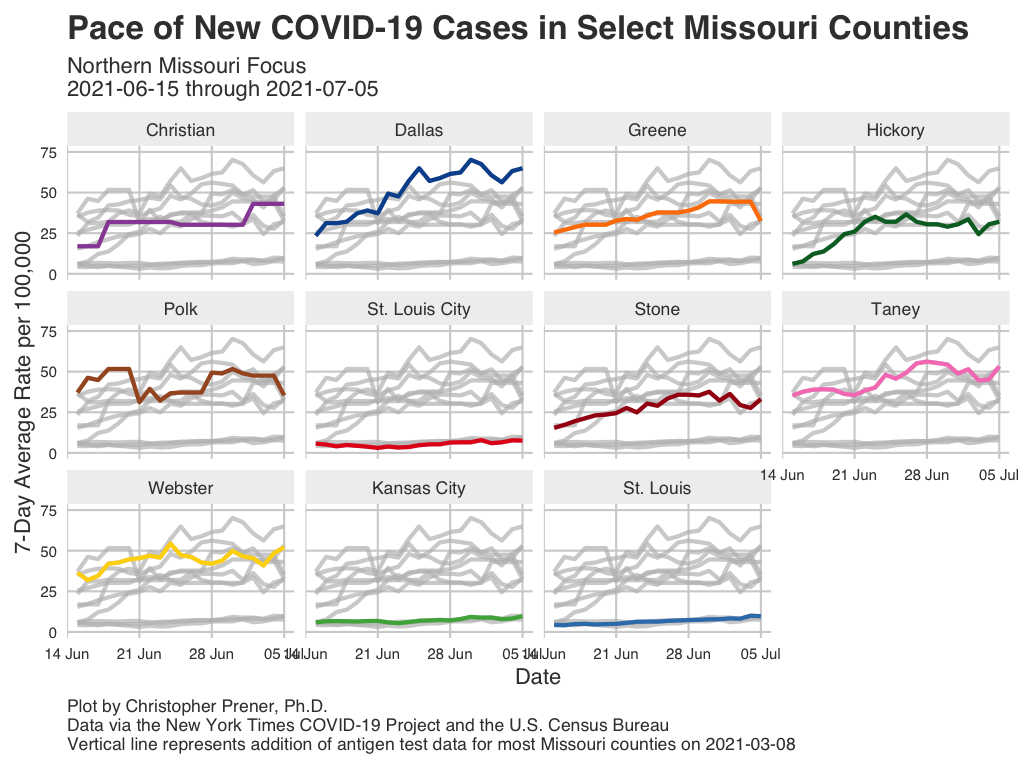 Pace of New COVID-19 Cases in Select Missouri Counties
Northern Missouri Focus
2021-06-15 through 2021-07-05
7-Day Average Rate per 100,000
Christian
Dallas
Greene
Hickory
75
50
25
0
Polk
St. Louis City
Stone
Taney
75
50
25
0
14 Jun 21 Jun 28 Jun 05 Jul
Webster
Kansas City
St. Louis
75
50
25
0
14 Jun 21 Jun 28 Jun 05 Jul 14 Jun 21 Jun 28 Jun 05 Jul 14 Jun 21 Jun 28 Jun 05 Jul
Date
Plot by Christopher Prener, Ph.D.
Data via the New York Times COVID-19 Project and the U.S. Census Bureau
Vertical line represents addition of antigen test data for most Missouri counties on 2021-03-08